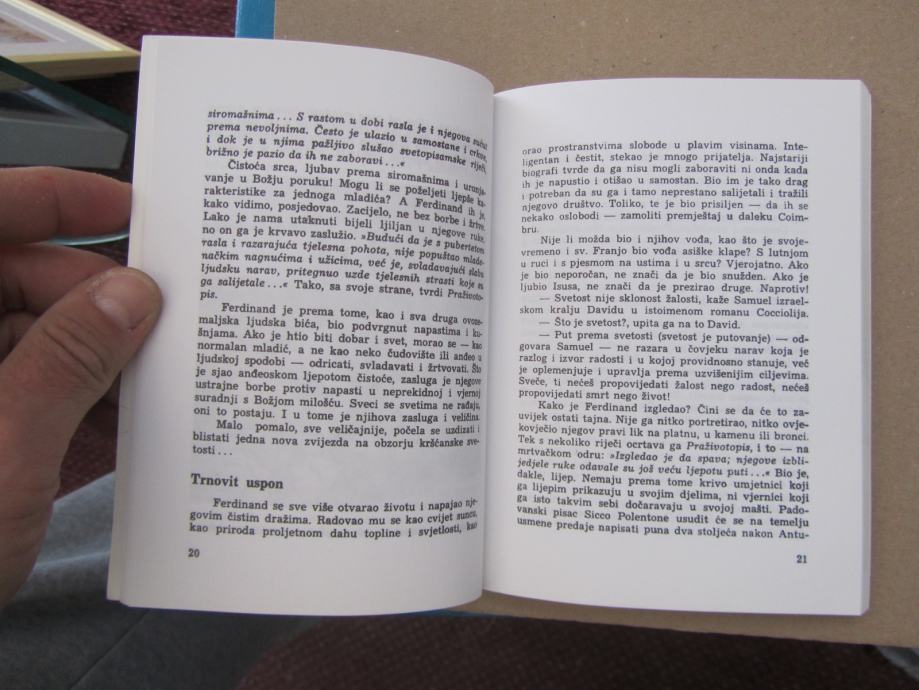 siromašnima... S rastom u dobi rasla je i njegova sućut
prema nevoljnima. Često je ulazio u samostane i crkve,
i dok je u njima pažljivo slušao svetopisamske riječi,
brižno je pazio da ih ne zaboravi...«
Čistoća srca, ljubav prema siromašnima i uranja-
vanje u Božju poruku! Mogu li se poželjeti ljepše ka-
rakteristike za jednoga mladića? A Ferdinand ih je,
kako vidimo, posjedovao. Zacijelo, ne bez borbe i žrtve.
Lako je nama utaknuti bijeli ljiljan u njegove ruke,
no on ga je krvavo zaslužio. »Budući da je s pubertetom
rasla i razarajuća tjelesna pohota, nije popuštao mlade-
načkim nagnućima i užicima, već je, svladavajući slabu
ljudsku narav, pritegnuo uzde tjelesnih strasti koje su
ga salijetale...« Tako, sa svoje strane, tvrdi Praživoto-
pis.
Ferdinand je prema tome, kao i sva druga ovoze-
maljska ljudska bića, bio podvrgnut napastima i ku-
šnjama. Ako je htio biti dobar i svet, morao se — kao
normalan mladić, a ne kao neko čudovište ili anđeo u
ljudskoj spodobi — odricati, svladavati i žrtvovati. Što
je sjao anđeoskom ljepotom čistoće, zasluga je njegove
ustrajne borbe protiv napasti u neprekidnoj i vjernoj
suradnji s Božjom milošću. Sveci se svetima ne rađaju,
oni to postaju. I u tome je njihova zasluga i veličina.
Malo pomalo, sve veličajnije, počela se uzdizati i
blistati jedna nova zvijezda na obzorju kršćanske sve-
tosti...
Trnovit uspon
Ferdinand se sve više otvarao životu i napajao nje-
govim čistim dražima. Radovao mu se kao cvijet suncu,
kao priroda proljetnom dahu topline i svjetlosti, kao
20
orao prostranstvima slobode u plavim visinama. Inte-
ligentan i čestit, stekao je mnogo prijatelja. Najstariji
biografi tvrde da ga nisu mogli zaboraviti ni onda kada
ih je napustio i otišao u samostan. Bio im je tako drag
i potreban da su ga i tamo neprestano salijetali i tražili
njegovo društvo. Toliko, te je bio prisiljen — da ih se
nekako oslobodi — zamoliti premještaj u daleku Coim-
bru.
Nije li možda bio i njihov vođa, kao što je svoje-
vremeno i sv. Franjo bio vođa asiške klape? S lutnjom
u ruci i s pjesmom na ustima i u srcu? Vjerojatno. Ako
je bio neporočan, ne znači da je bio snužden. Ako je
ljubio Isusa, ne znači da je prezirao druge. Naprotiv!
— Svetost nije sklonost žalosti, kaže Samuel izrael-
skom kralju Davidu u istoimenom romanu Cocciolija.
— Što je svetost?, upita ga na to David.
— Put prema svetosti (svetost je putovanje) — od-
govara Samuel — ne razara u čovjeku narav koja je
razlog i izvor radosti i u kojoj providnosno stanuje, već
je oplemenjuje i upravlja prema uzvišenijim ciljevima.
Sveče, ti nećeš propovijedati žalost nego radost, nećeš
propovijedati smrt nego život!
Kako je Ferdinand izgledao? Čini se da će to za-
uvijek ostati tajna. Nije ga nitko portretirao, nitko ovje-
kovječio njegov pravi lik na platnu, u kamenu ili bronci.
Tek s nekoliko riječi ocrtava ga Praživotopis, i to — na
mrtvačkom odru: »Izgledao je da spava; njegove izbli-
jedjele ruke odavale su još veću ljepotu puti...« Bio je,
dakle, lijep. Nemaju prema tome krivo umjetnici koji
ga lijepim prikazuju u svojim djelima, ni vjernici koji
ga isto takvim sebi dočaravaju u svojoj mašti. Pado-
vanski pisac Sicco Polentone usudit će se na temelju
usmene predaje napisati puna dva stoljeća nakon Antu-
21